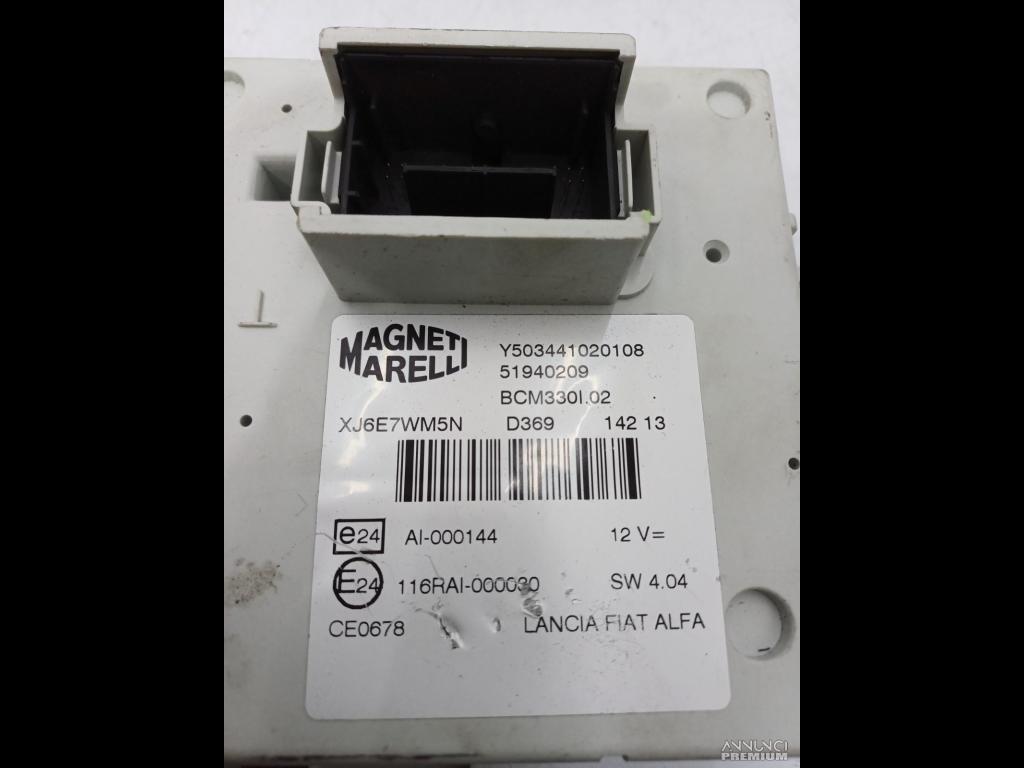 MAGNETI
MARELLI
Y503441020108
51940209
BCM330I.02
XJ6E7WM5N D369 142 13
e24 AI-000144 12 V=
E24 116RAI-000030 SW 4.04
CE0678 LANCIA FIAT ALFA
ANNUNCI
PREMIUM